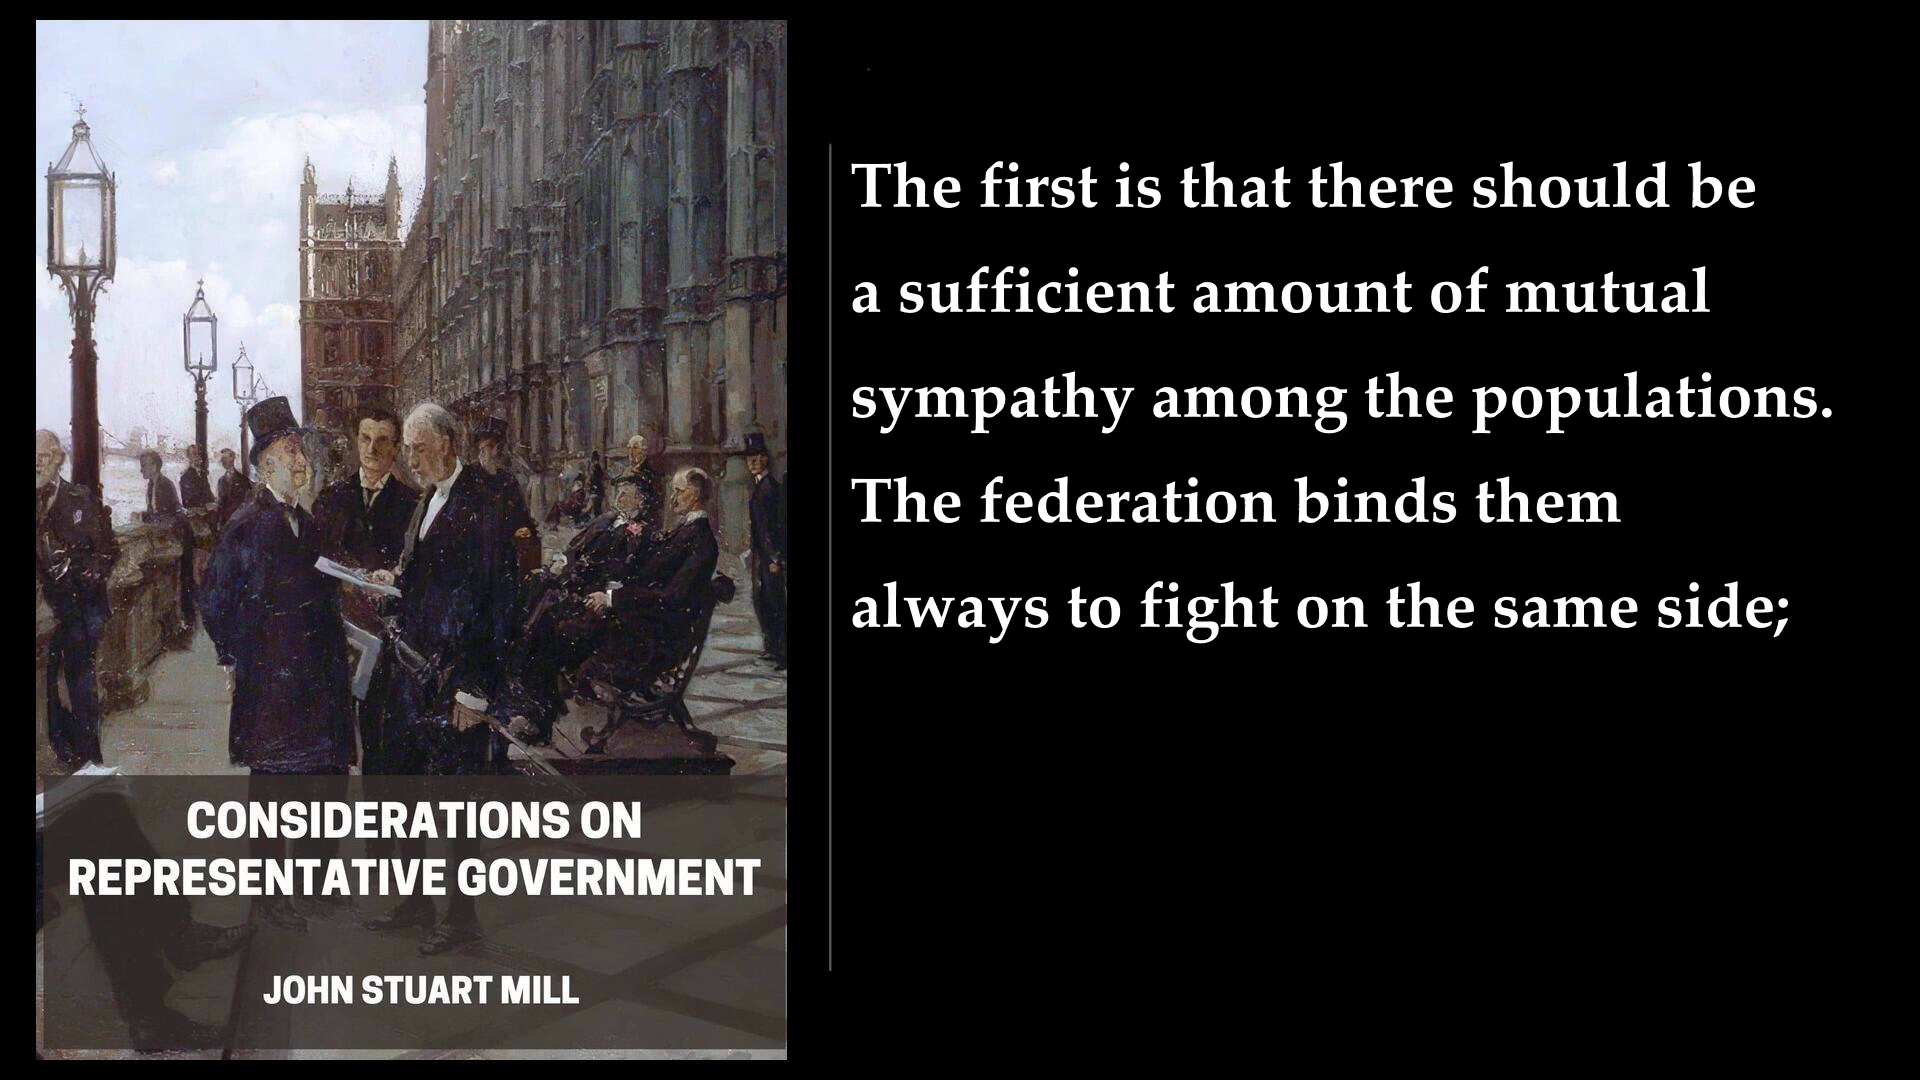 The first is that there should be
a sufficient amount of mutual
sympathy among the populations.
The federation binds them
always to fight on the same side;
CONSIDERATIONS ON
REPRESENTATIVE GOVERNMENT
JOHN STUART MILL